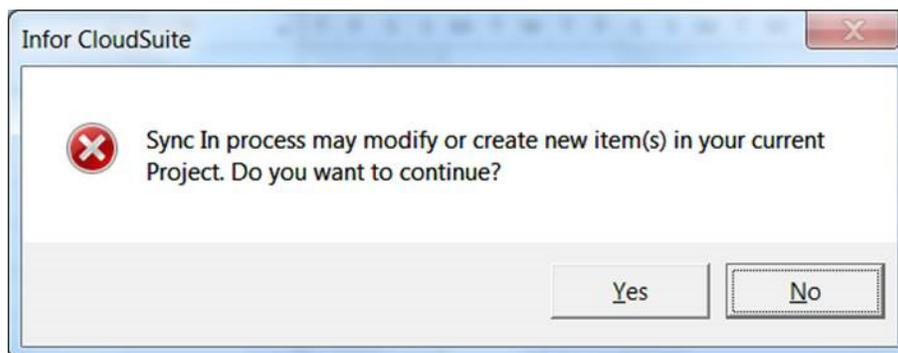 Infor CloudSuite
Sync In process may modify or create new item(s) in your current
Project. Do you want to continue?
Yes
No